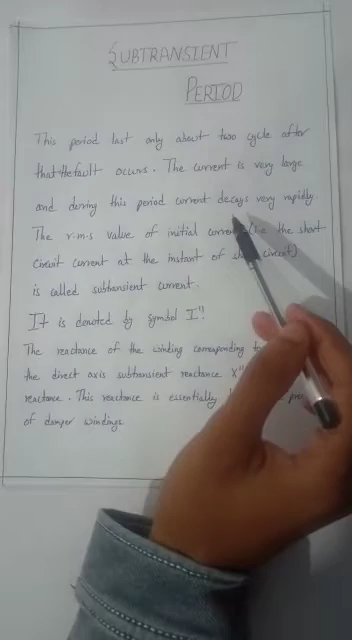 SUBTRANSIENT
PERIOD
This period last only about two cycle after
that the fault occurs. The current is very large
and during this period current decays very rapidly.
The r.m.s value of initial current (i.e the short
circuit current at the instant of circuit)
is called subtransient current.
It is denoted by symbol I".
The reactance of the winding corresponding
the direct axis subtransient reactance X"
reactance. This reactance is essentially
of damper windings